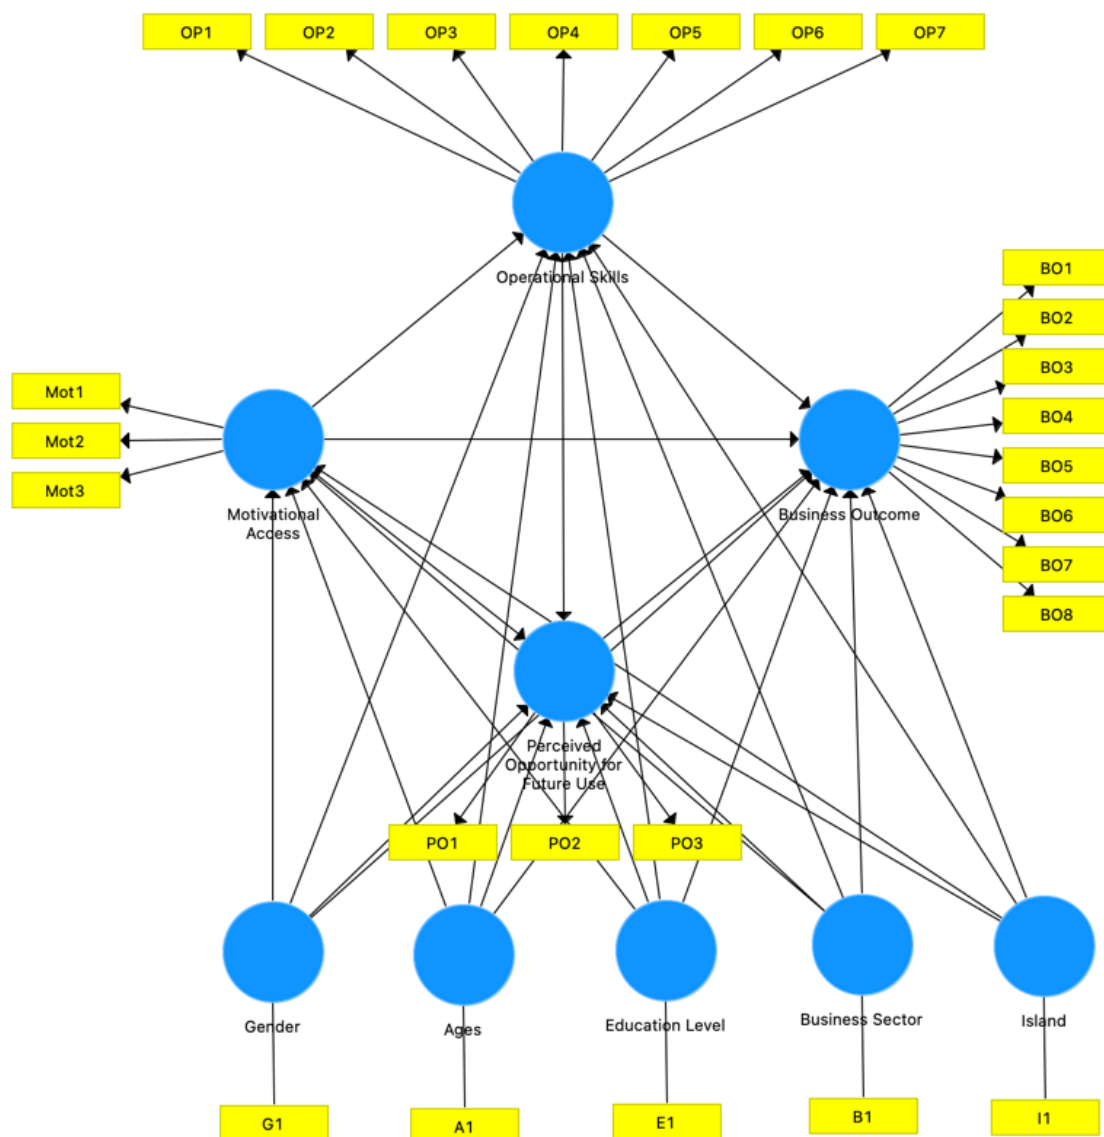 OP1
OP2
OP3
OP4
OP5
OP6
OP7
Operational Skills
BO1
BO2
BO3
BO4
BO5
BO6
BO7
BO8
Mot1
Mot2
Mot3
Motivational
Access
Business Outcome
Perceived
Opportunity for
Future Use
PO1
PO2
PO3
Gender
Ages
Education Level
Business Sector
Island
G1
A1
E1
B1
I1